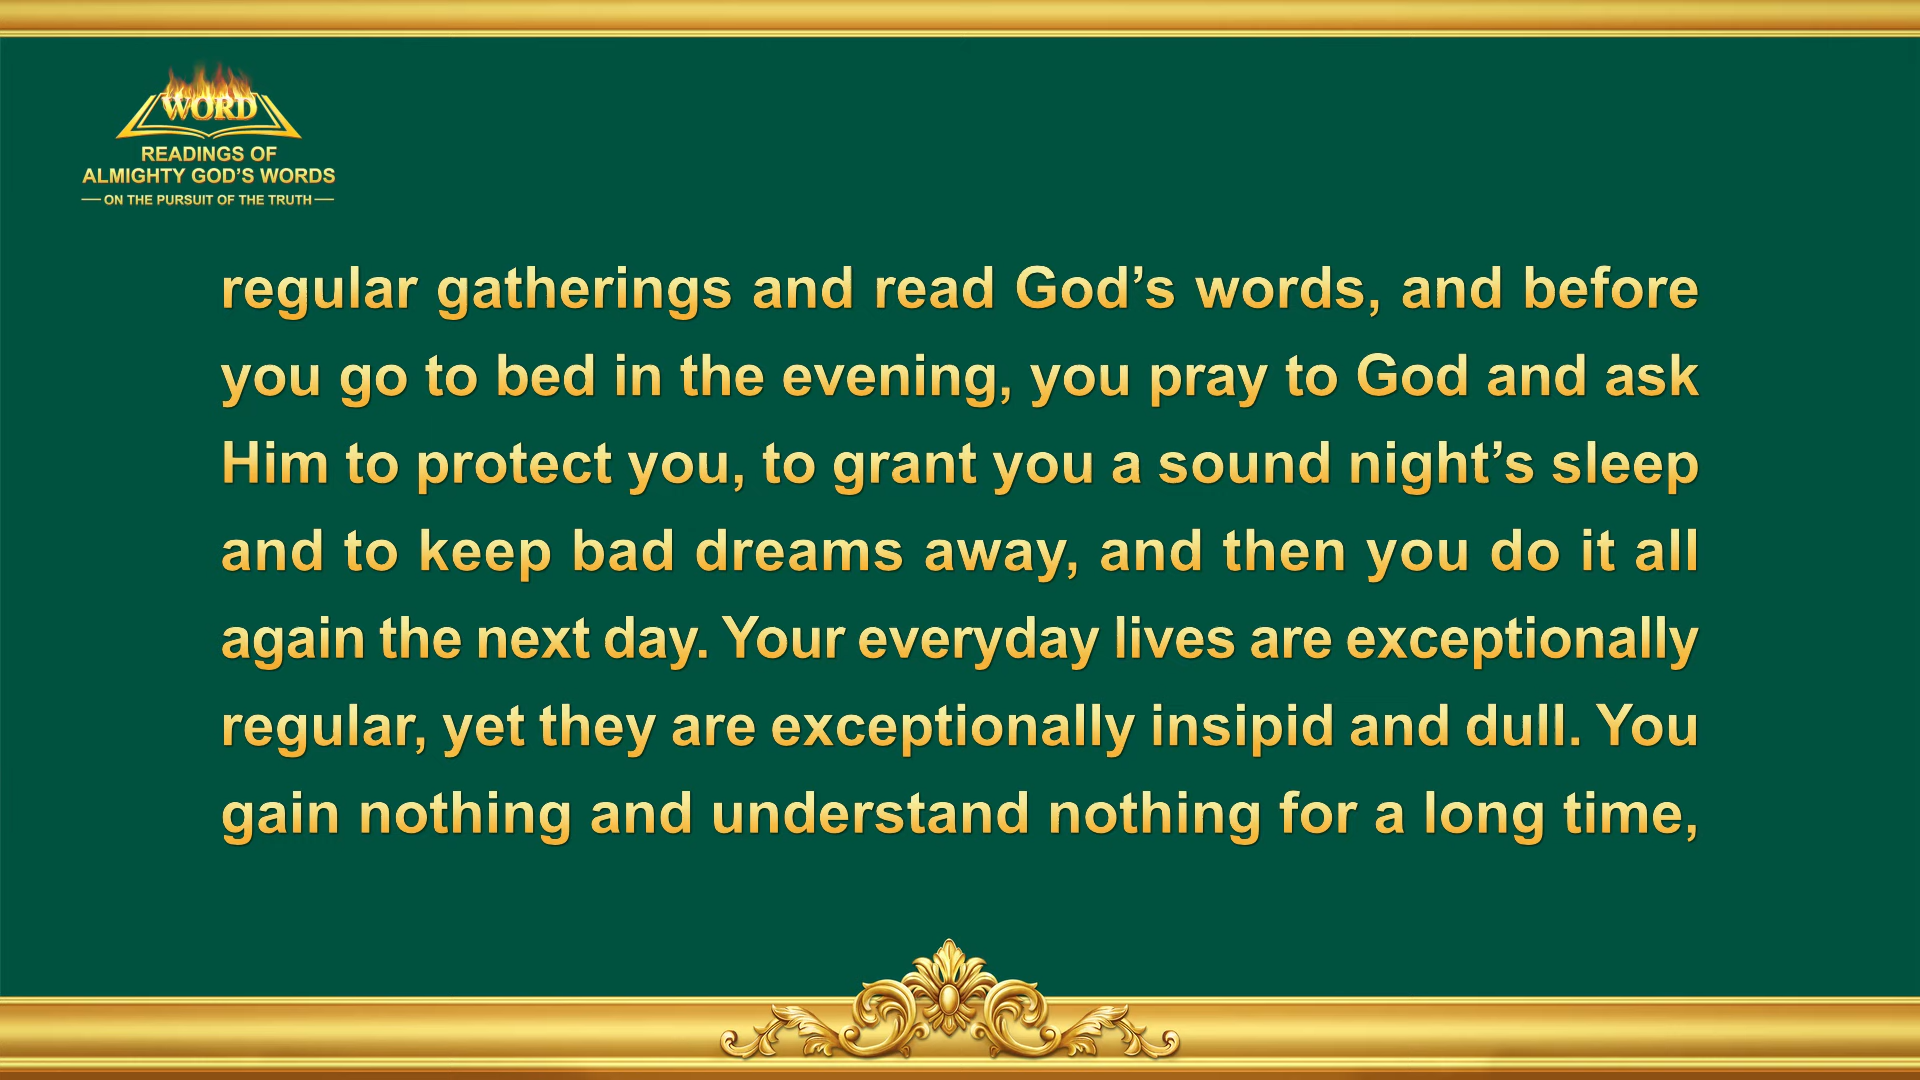 WORD
READINGS OF
ALMIGHTY GOD’S WORDS
ON THE PURSUIT OF THE TRUTH
regular gatherings and read God’s words, and before
you go to bed in the evening, you pray to God and ask
Him to protect you, to grant you a sound night’s sleep
and to keep bad dreams away, and then you do it all
again the next day. Your everyday lives are exceptionally
regular, yet they are exceptionally insipid and dull. You
gain nothing and understand nothing for a long time,